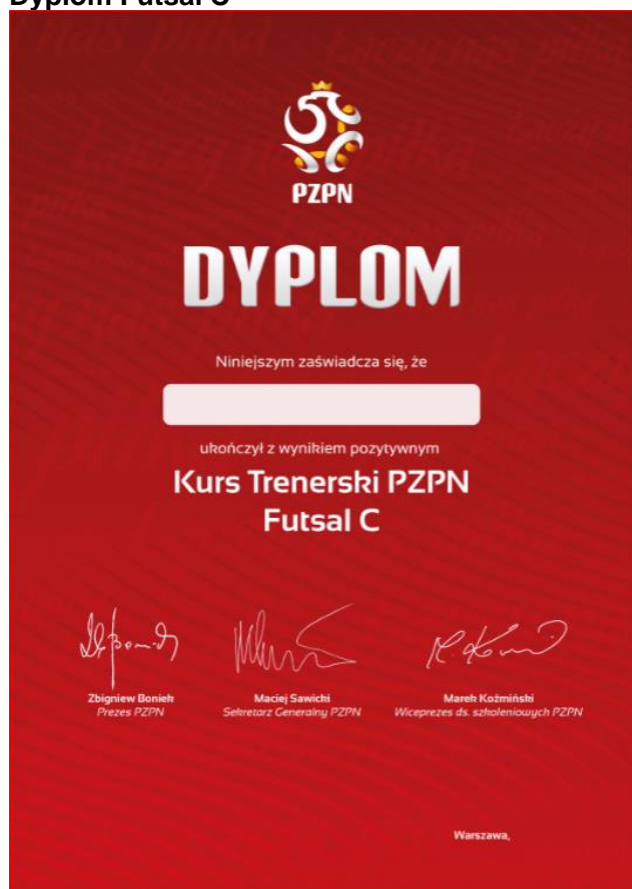 Dyplom Futsal C
PZPN
DYPLOM
Niniejszym zaświadcza się, że
ukończył z wynikiem pozytywnym
Kurs Trenerski PZPN
Futsal C
Zbigniew Boniek
Prezes PZPN
Maciej Sawicki
Sekretarz Generalny PZPN
Marek Koźmiński
Wiceprezes ds. szkoleniowych PZPN
Warszawa,